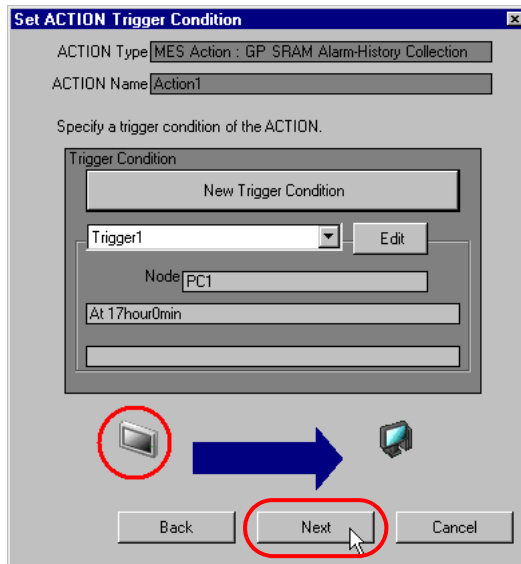 Set ACTION Trigger Condition
ACTION Type MES Action : GP SRAM Alarm-History Collection
ACTION Name Action1
Specify a trigger condition of the ACTION.
Trigger Condition
New Trigger Condition
Trigger1 Edit
Node PC1
At 17hour0min
Back Next Cancel